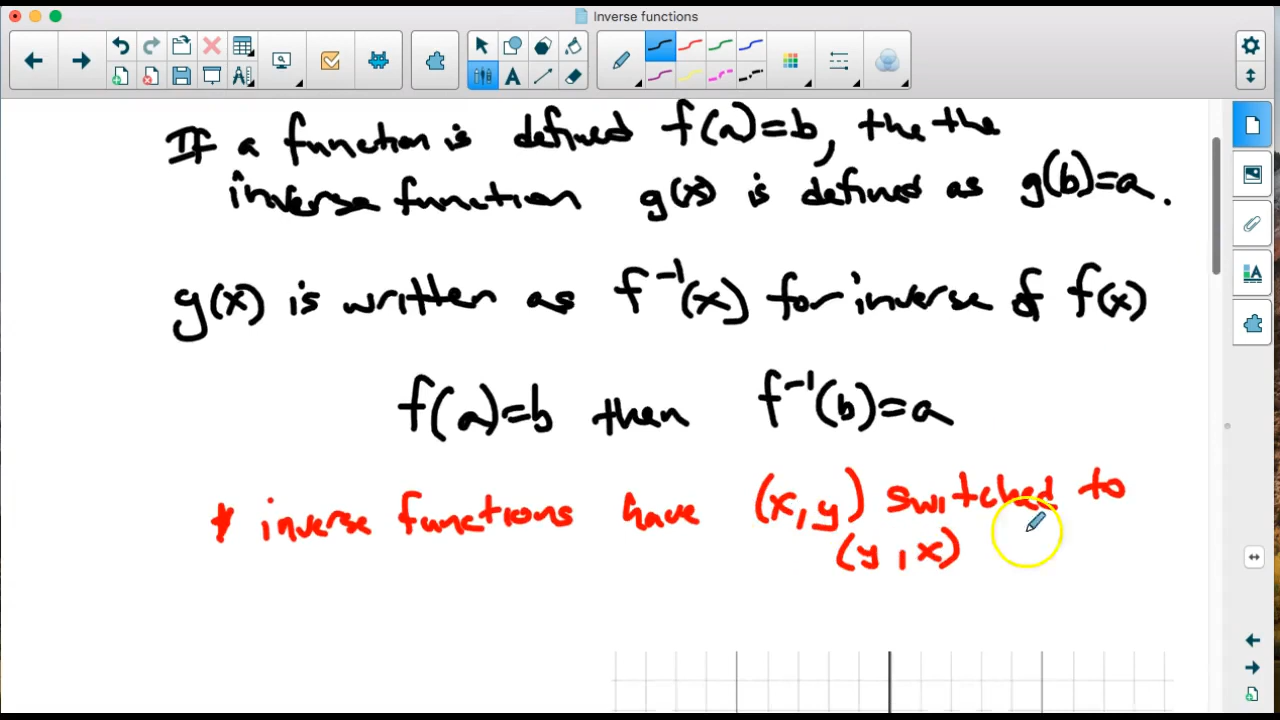 Inverse functions
If a function is defined f(a)=b, the the
inverse function g(x) is defined as g(b)=a.
g(x) is written as f⁻¹(x) for inverse of f(x)
f(a)=b then f⁻¹(b)=a
* inverse functions have (x,y) switched to
(y,x)